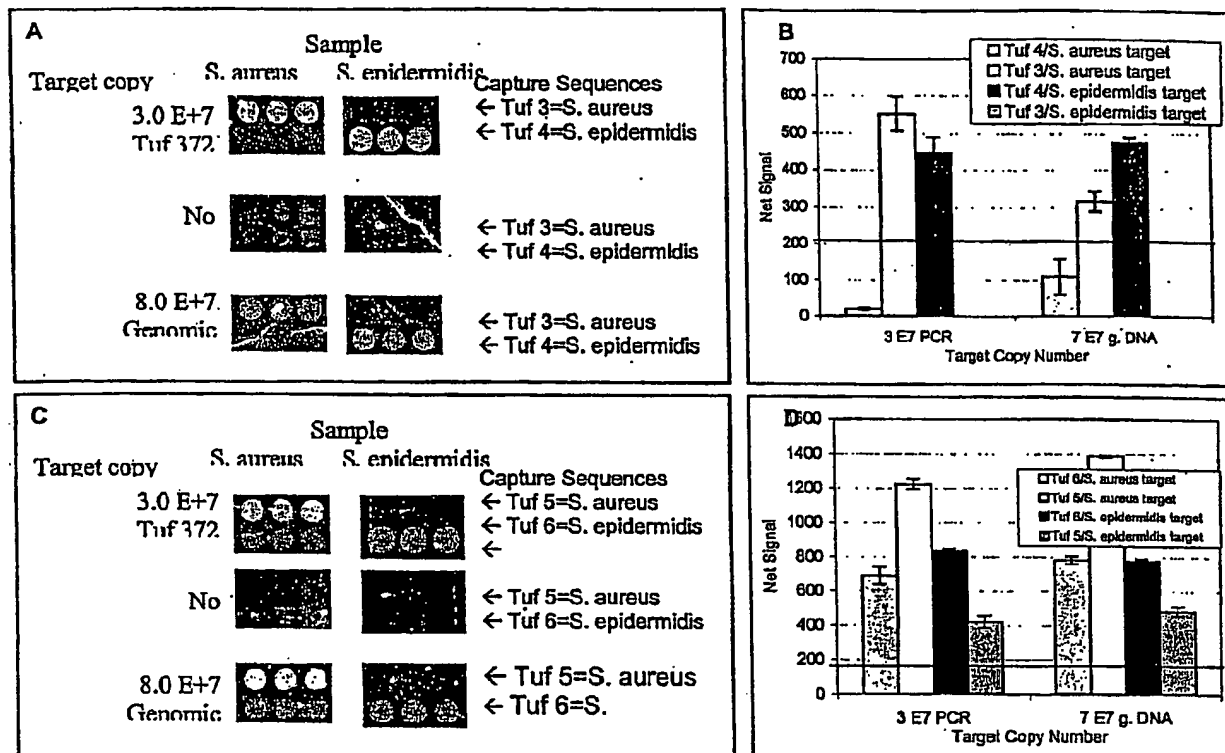 A
Sample
Target copy
S. aureus
S. epidermidis
Capture Sequences
3.0 E+7
Tuf 372
← Tuf 3=S. aureus
← Tuf 4=S. epidermidis
No
← Tuf 3=S. aureus
← Tuf 4=S. epidermidis
8.0 E+7.
Genomic
← Tuf 3=S. aureus
← Tuf 4=S. epidermidis
B
700
600
500
400
300
200
100
0
Net Signal
Tuf 4/S. aureus target
Tuf 3/S. aureus target
Tuf 4/S. epidermidis target
Tuf 3/S. epidermidis target
3 E7 PCR
7 E7 g. DNA
Target Copy Number
C
Sample
Target copy
S. aureus
S. epidermidis
Capture Sequences
3.0 E+7
Tuf 372
← Tuf 5=S. aureus
← Tuf 6=S. epidermidis
←
No
← Tuf 5=S. aureus
← Tuf 6=S. epidermidis
8.0 E+7
Genomic
← Tuf 5=S. aureus
← Tuf 6=S.
D
1600
1400
1200
1000
800
600
400
200
0
Net Signal
Tuf 6/S. aureus target
Tuf 5/S. aureus target
Tuf 6/S. epidermidis target
Tuf 5/S. epidermidis target
3 E7 PCR
7 E7 g. DNA
Target Copy Number